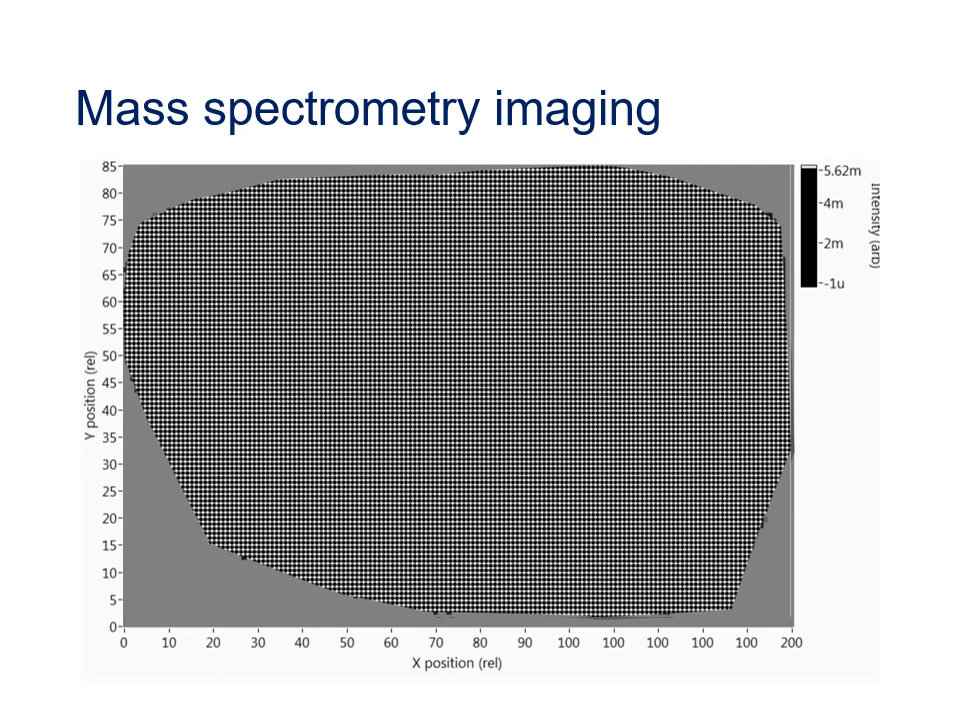 Mass spectrometry imaging
85
80
75
70
65
60
55
50
45
40
35
30
25
20
15
10
5
0
Y position (rel)
0 10 20 30 40 50 60 70 80 90 100 100 100 100 100 200
X position (rel)
5.62m
4m
2m
-1u
Intensity (arb)